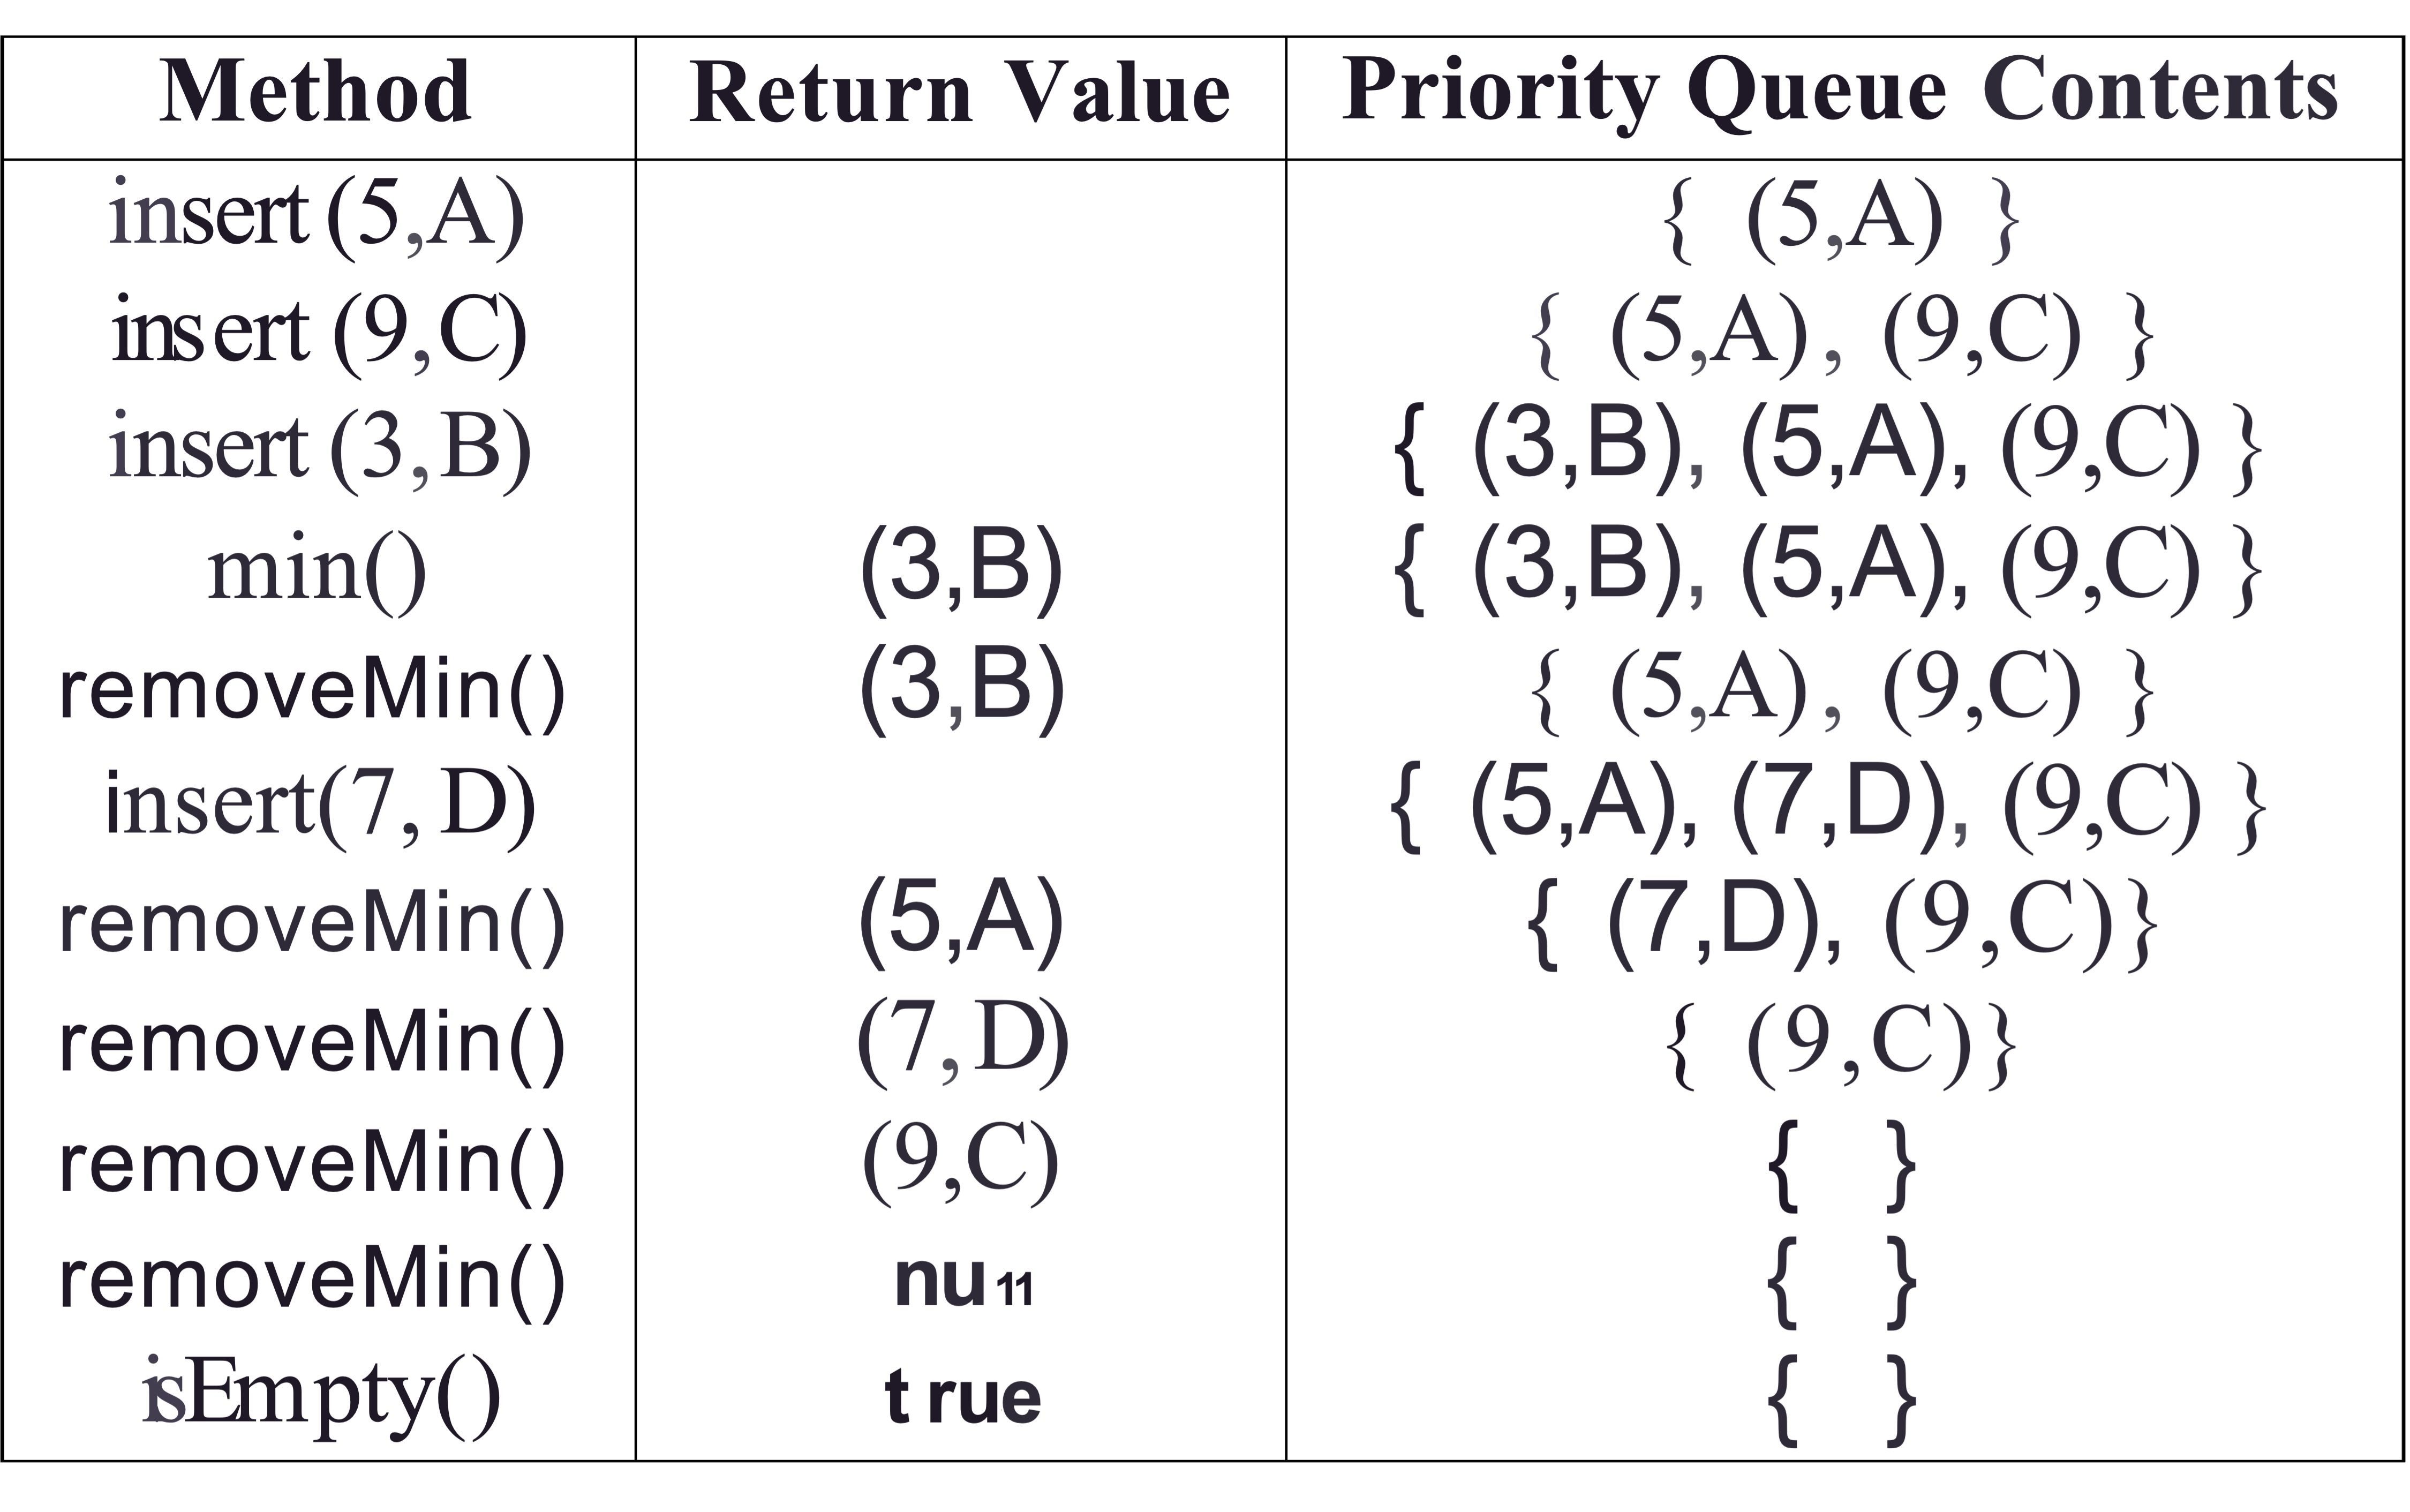 Method Return Value Priority Queue Contents
insert (5,A) { (5,A) }
insert (9,C) { (5,A), (9,C) }
insert (3,B) { (3,B), (5,A), (9,C) }
min() (3,B) { (3,B), (5,A), (9,C) }
removeMin() (3,B) { (5,A), (9,C) }
insert(7, D) { (5,A), (7,D), (9,C) }
removeMin() (5,A) { (7,D), (9,C) }
removeMin() (7, D) { (9,C) }
removeMin() (9,C) { }
removeMin() nu11 { }
isEmpty() t rue { }